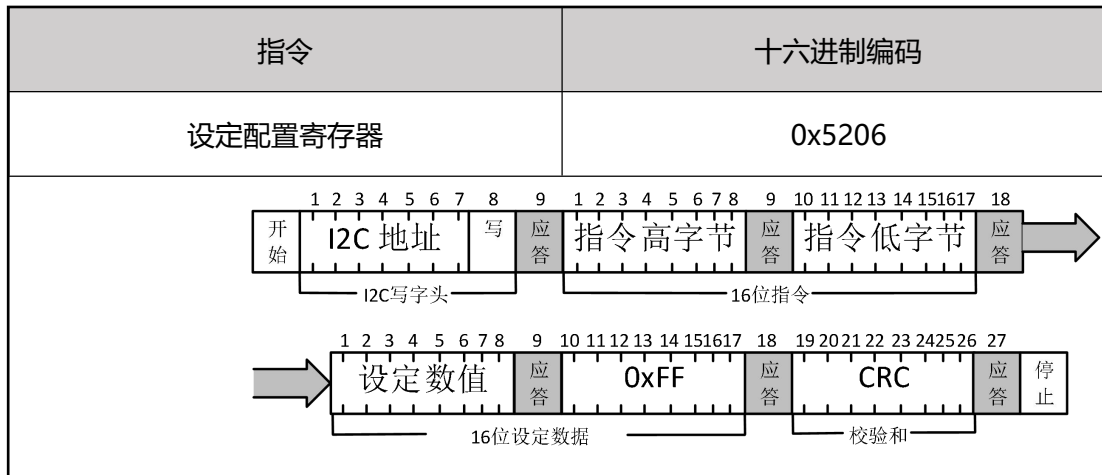 指令 十六进制编码
设定配置寄存器 0x5206
1 2 3 4 5 6 7 8 9 1 2 3 4 5 6 7 8 9 10 11 12 13 14 15 16 17 18
开始 I2C 地址 写 应答 指令高字节 应答 指令低字节 应答
I2C写字头 16位指令
1 2 3 4 5 6 7 8 9 10 11 12 13 14 15 16 17 18 19 20 21 22 23 24 25 26 27
设定数值 应答 0xFF 应答 CRC 应答 停止
16位设定数据 校验和